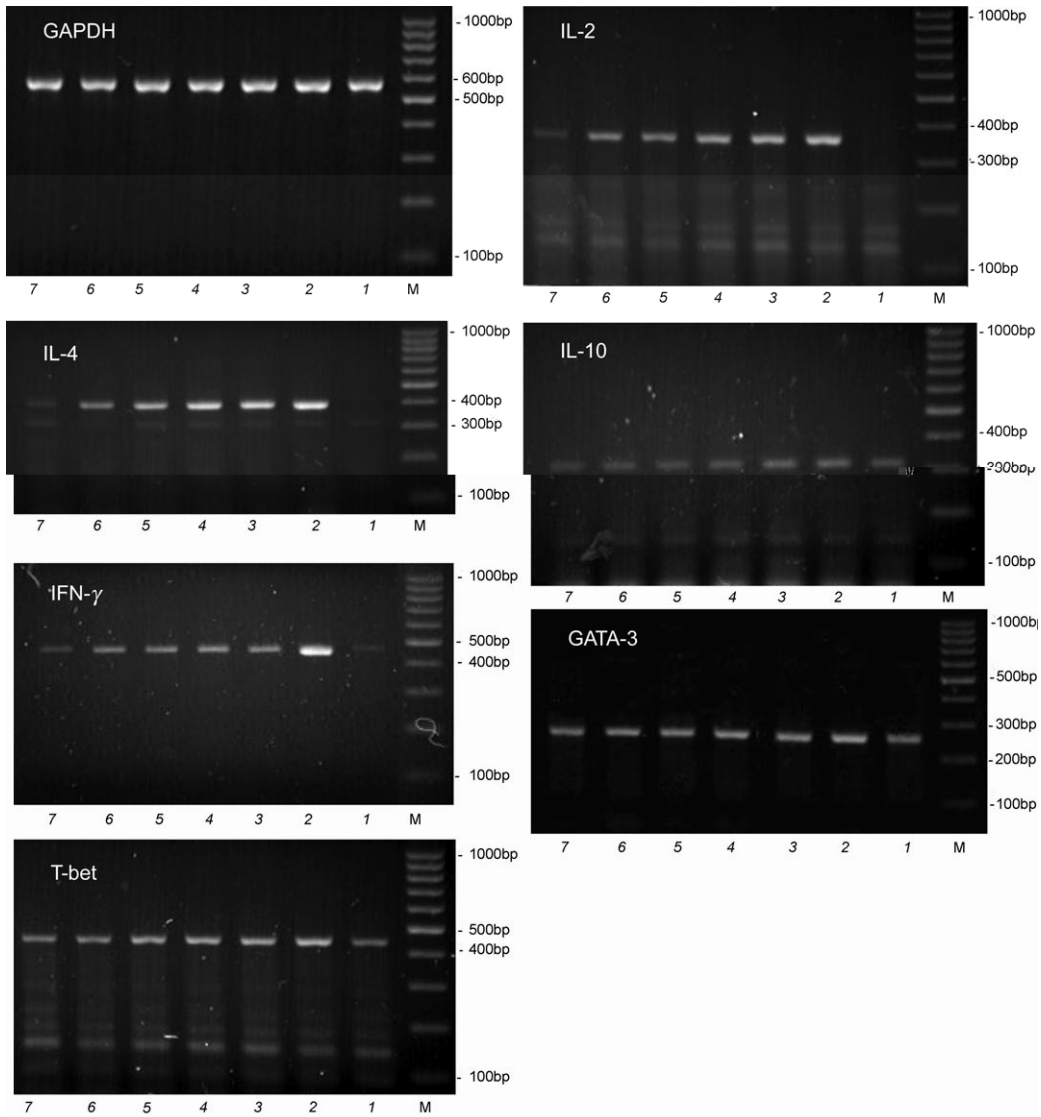 GAPDH
- 1000bp
- 600bp
- 500bp
- 100bp
7 6 5 4 3 2 1 M
IL-2
- 1000bp
- 400bp
- 300bp
- 100bp
7 6 5 4 3 2 1 M
IL-4
- 1000bp
- 400bp
- 300bp
- 100bp
7 6 5 4 3 2 1 M
IL-10
- 1000bp
- 400bp
- 100bp
7 6 5 4 3 2 1 M
IFN-γ
- 1000bp
- 500bp
- 400bp
- 100bp
7 6 5 4 3 2 1 M
GATA-3
- 1000bp
- 500bp
- 300bp
- 200bp
- 100bp
7 6 5 4 3 2 1 M
T-bet
- 1000bp
- 500bp
- 400bp
- 100bp
7 6 5 4 3 2 1 M